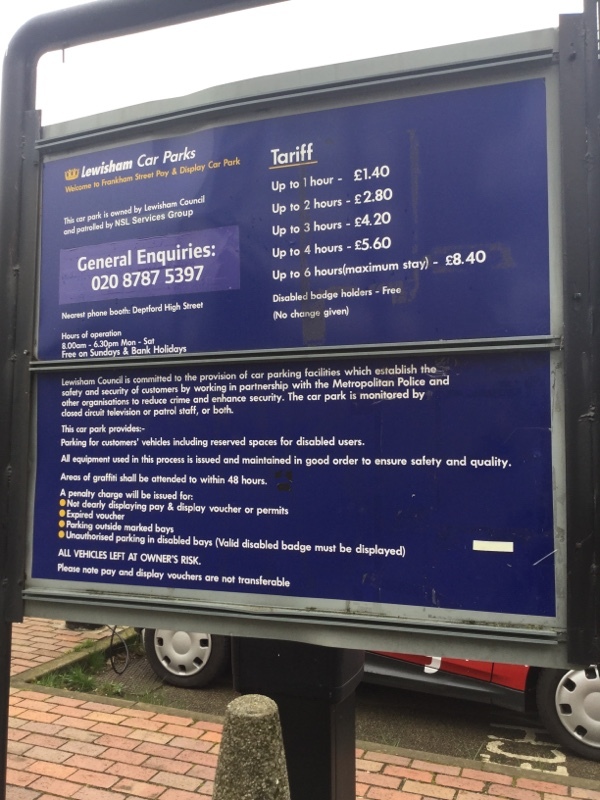 Lewisham Car Parks
Welcome to Frankham Street Pay & Display Car Park
This car park is owned by Lewisham Council
and patrolled by NSL Services Group
General Enquiries:
020 8787 5397
Nearest phone booth: Deptford High Street
Hours of operation
8.00am - 6.30pm Mon - Sat
Free on Sundays & Bank Holidays
Tariff
Up to 1 hour - £1.40
Up to 2 hours - £2.80
Up to 3 hours - £4.20
Up to 4 hours - £5.60
Up to 6 hours(maximum stay) - £8.40
Disabled badge holders - Free
(No change given)
Lewisham Council is committed to the provision of car parking facilities which establish the
safety and security of customers by working in partnership with the Metropolitan Police and
other organisations to reduce crime and enhance security. The car park is monitored by
closed circuit television or patrol staff, or both.
This car park provides:-
Parking for customers' vehicles including reserved spaces for disabled users.
All equipment used in this process is issued and maintained in good order to ensure safety and quality.
Areas of graffiti shall be attended to within 48 hours.
A penalty charge will be issued for:
Not clearly displaying pay & display voucher or permits
Expired voucher
Parking outside marked bays
Unauthorised parking in disabled bays (Valid disabled badge must be displayed)
ALL VEHICLES LEFT AT OWNER'S RISK.
Please note pay and display vouchers are not transferable